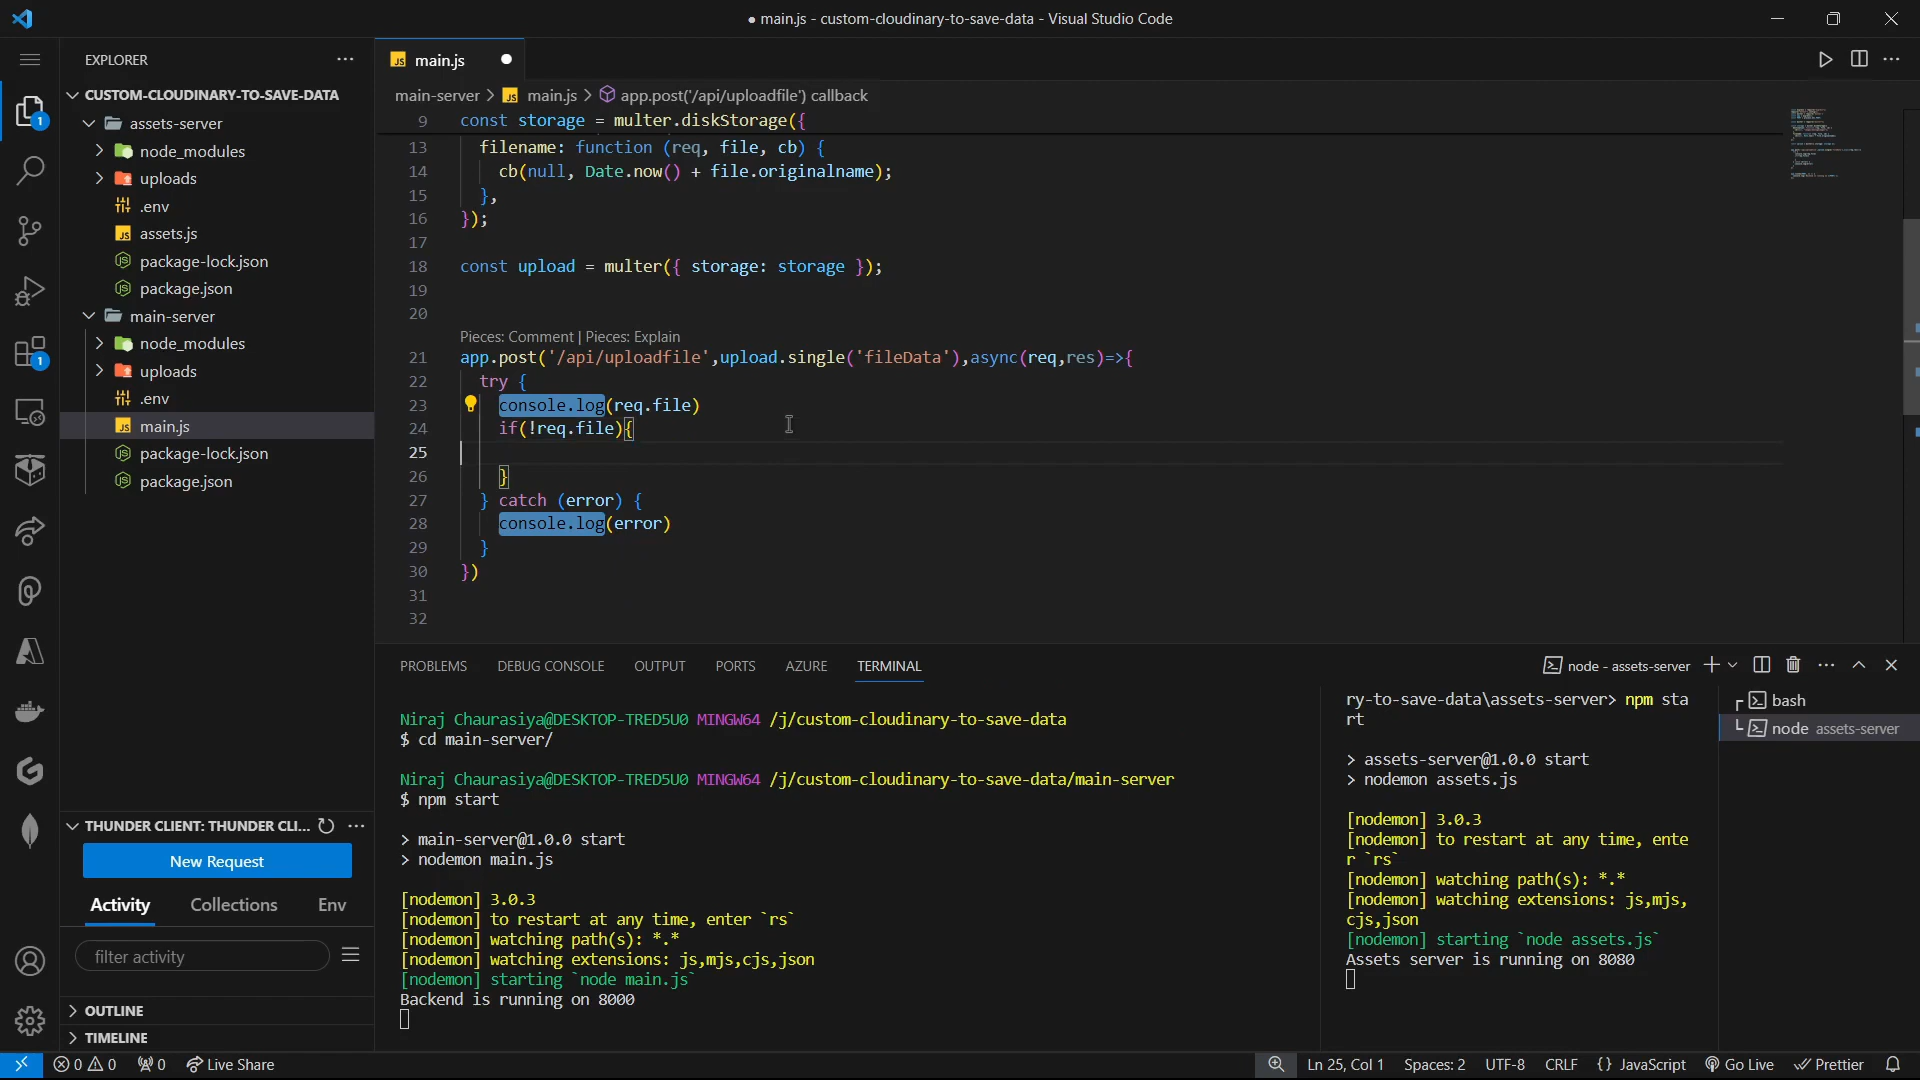 ● main.js - custom-cloudinary-to-save-data - Visual Studio Code
EXPLORER
CUSTOM-CLOUDINARY-TO-SAVE-DATA
assets-server
node_modules
uploads
.env
assets.js
package-lock.json
package.json
main-server
node_modules
uploads
.env
main.js
package-lock.json
package.json
THUNDER CLIENT: THUNDER CLI...
New Request
Activity
Collections
Env
filter activity
OUTLINE
TIMELINE
main.js
main-server > main.js > app.post('/api/uploadfile') callback
9 const storage = multer.diskStorage({
13 filename: function (req, file, cb) {
14 cb(null, Date.now() + file.originalname);
15 },
16 });
17
18 const upload = multer({ storage: storage });
19
20
Pieces: Comment | Pieces: Explain
21 app.post('/api/uploadfile',upload.single('fileData'),async(req,res)=>{
22 try {
23 console.log(req.file)
24 if(!req.file){
25
26 }
27 } catch (error) {
28 console.log(error)
29 }
30 })
31
32
PROBLEMS
DEBUG CONSOLE
OUTPUT
PORTS
AZURE
TERMINAL
node - assets-server
Niraj Chaurasiya@DESKTOP-TRED5U0 MINGW64 /j/custom-cloudinary-to-save-data
$ cd main-server/
Niraj Chaurasiya@DESKTOP-TRED5U0 MINGW64 /j/custom-cloudinary-to-save-data/main-server
$ npm start
> main-server@1.0.0 start
> nodemon main.js
[nodemon] 3.0.3
[nodemon] to restart at any time, enter `rs`
[nodemon] watching path(s): *.*
[nodemon] watching extensions: js,mjs,cjs,json
[nodemon] starting `node main.js`
Backend is running on 8000
ry-to-save-data\assets-server> npm sta
rt
> assets-server@1.0.0 start
> nodemon assets.js
[nodemon] 3.0.3
[nodemon] to restart at any time, ente
r `rs`
[nodemon] watching path(s): *.*
[nodemon] watching extensions: js,mjs,
cjs,json
[nodemon] starting `node assets.js`
Assets server is running on 8080
bash
node assets-server
0 0
0
Live Share
Ln 25, Col 1
Spaces: 2
UTF-8
CRLF
{} JavaScript
Go Live
Prettier
1
1